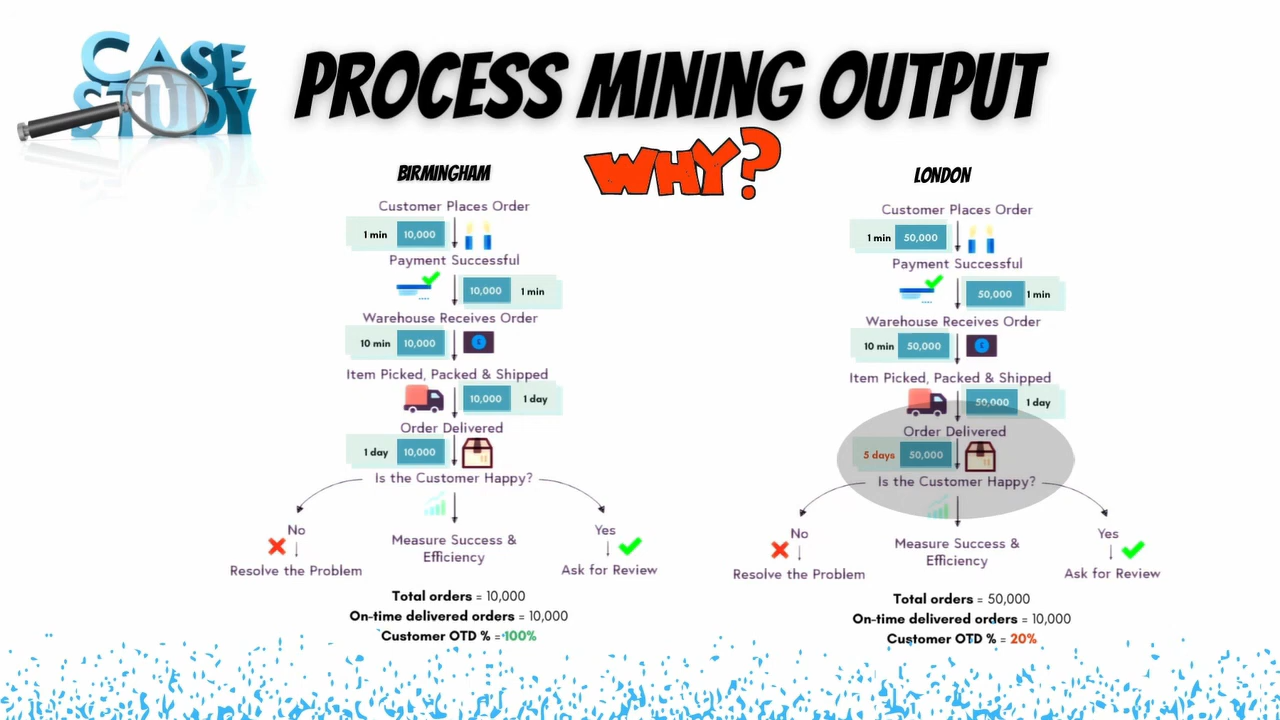 CASE
STUDY
PROCESS MINING OUTPUT
WHY?
BIRMINGHAM
Customer Places Order
1 min 10,000
Payment Successful
10,000 1 min
Warehouse Receives Order
10 min 10,000
Item Picked, Packed & Shipped
10,000 1 day
Order Delivered
1 day 10,000
Is the Customer Happy?
No
Yes
Measure Success &
Efficiency
Resolve the Problem
Ask for Review
Total orders = 10,000
On-time delivered orders = 10,000
Customer OTD % = 100%
LONDON
Customer Places Order
1 min 50,000
Payment Successful
50,000 1 min
Warehouse Receives Order
10 min 50,000
Item Picked, Packed & Shipped
50,000 1 day
Order Delivered
5 days 50,000
Is the Customer Happy?
No
Yes
Measure Success &
Efficiency
Resolve the Problem
Ask for Review
Total orders = 50,000
On-time delivered orders = 10,000
Customer OTD % = 20%